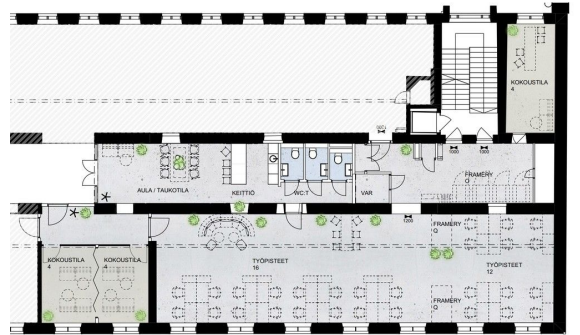 KOKOUSTILA
4
1200
1000
1000
AULA / TAUKOTILA
KEITTIÖ
WC:T
VAR
FRAMERY
O
1200
KOKOUSTILA
4
KOKOUSTILA
4
TYÖPISTEET
16
FRAMERY
O
TYÖPISTEET
12
FRAMERY
O